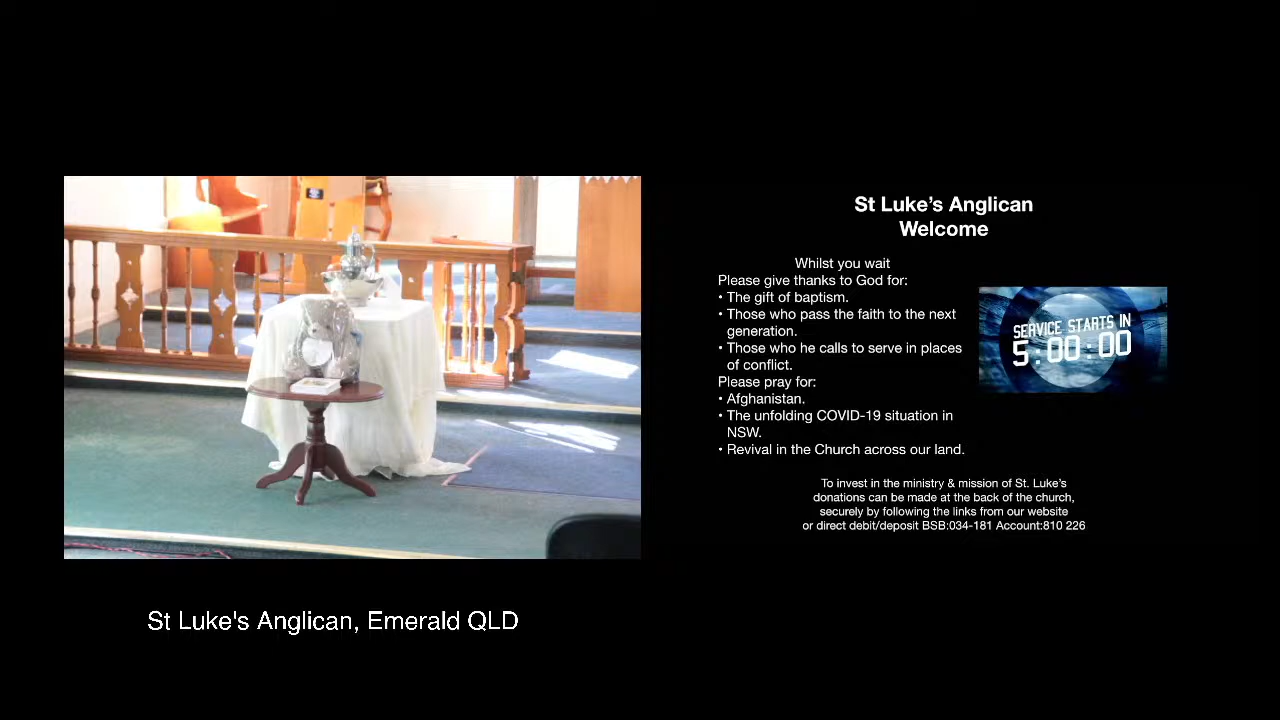 St Luke's Anglican, Emerald QLD
St Luke’s Anglican
Welcome
Whilst you wait
Please give thanks to God for:
• The gift of baptism.
• Those who pass the faith to the next
generation.
• Those who he calls to serve in places
of conflict.
Please pray for:
• Afghanistan.
• The unfolding COVID-19 situation in
NSW.
• Revival in the Church across our land.
SERVICE STARTS IN
5:00:00
To invest in the ministry & mission of St. Luke’s
donations can be made at the back of the church,
securely by following the links from our website
or direct debit/deposit BSB:034-181 Account:810 226